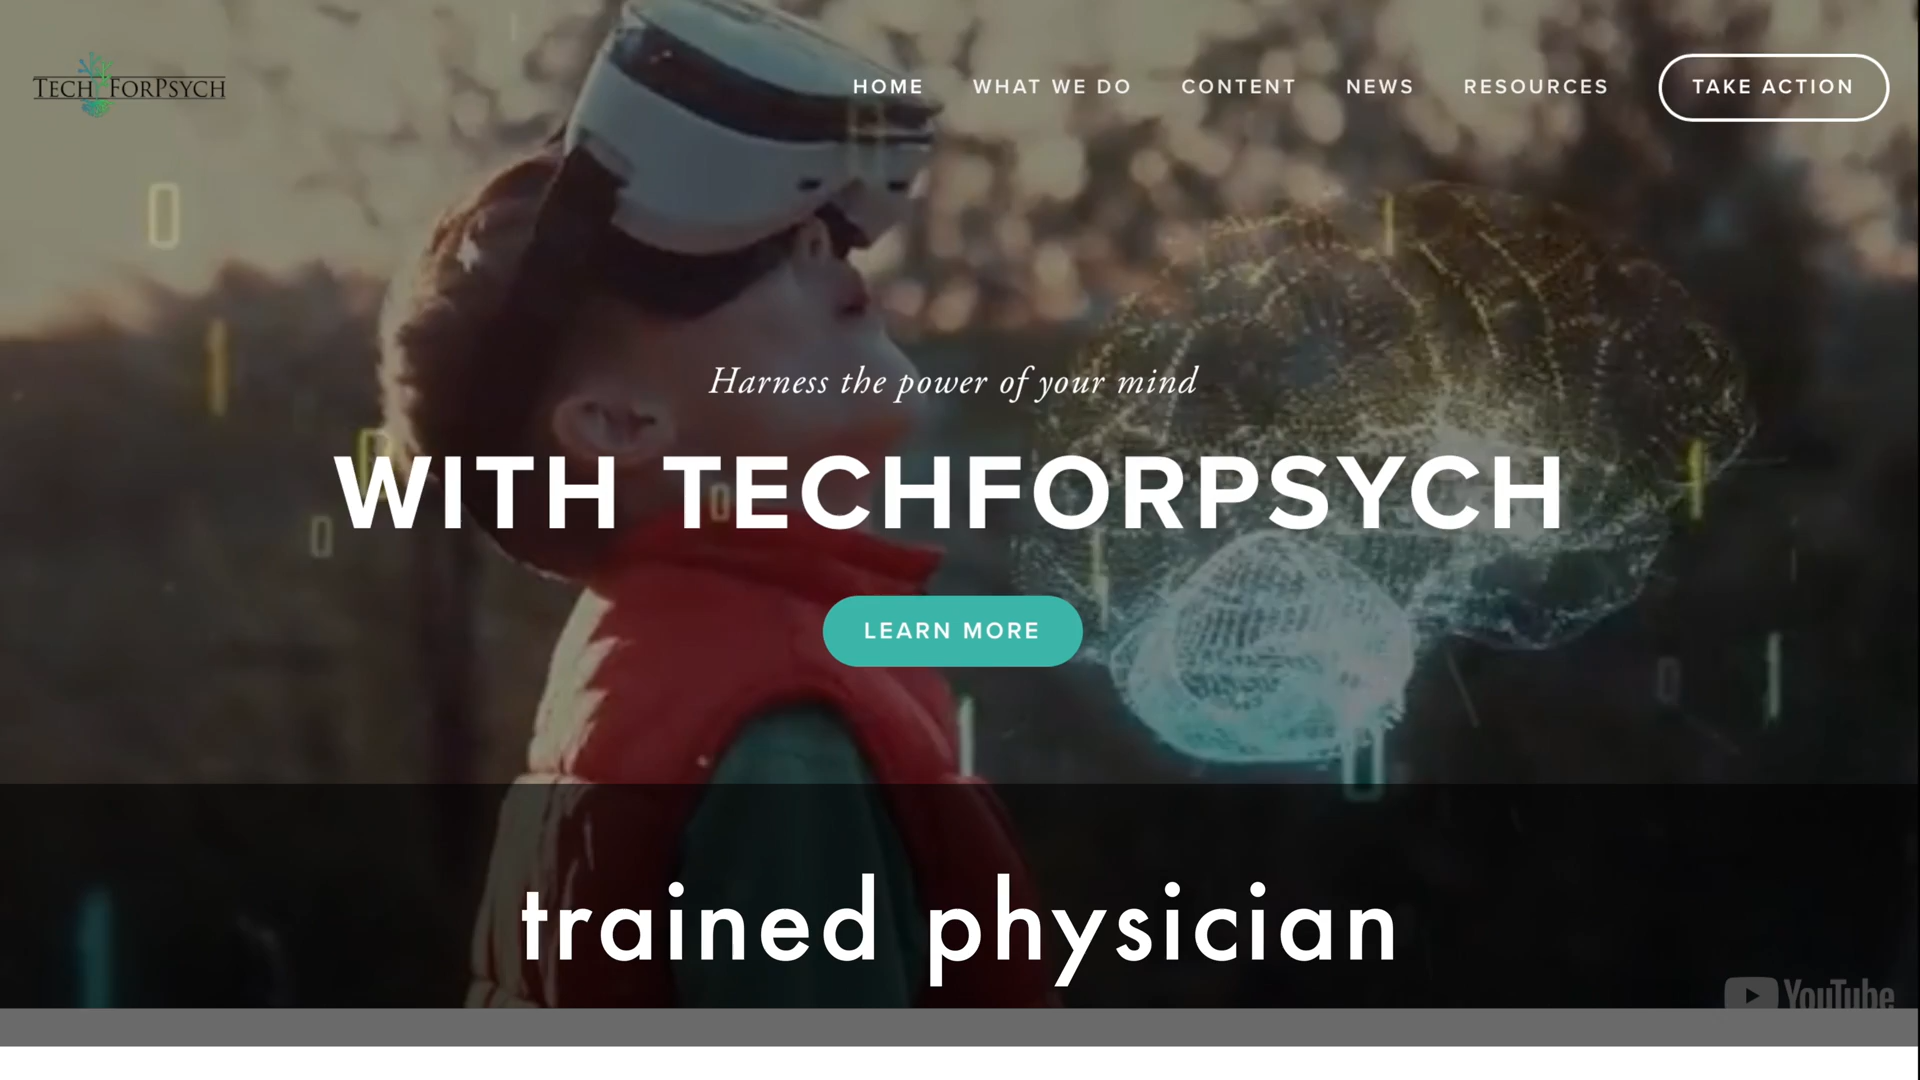 TECH FORPSYCH
HOME WHAT WE DO CONTENT NEWS RESOURCES TAKE ACTION
Harness the power of your mind
WITH TECHFORPSYCH
LEARN MORE
trained physician
YouTube